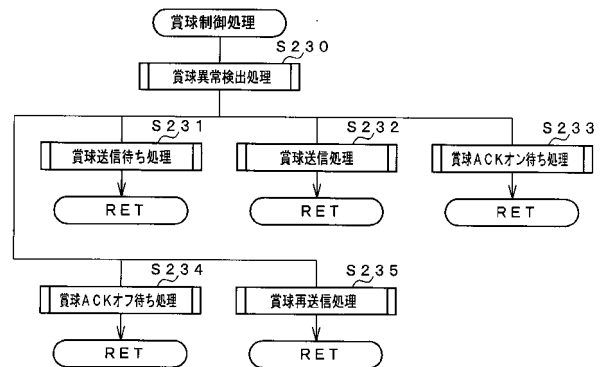 賞球制御処理
S230
賞球異常検出処理
S231
賞球送信待ち処理
RET
S232
賞球送信処理
RET
S233
賞球ACKオン待ち処理
RET
S234
賞球ACKオフ待ち処理
RET
S235
賞球再送信処理
RET